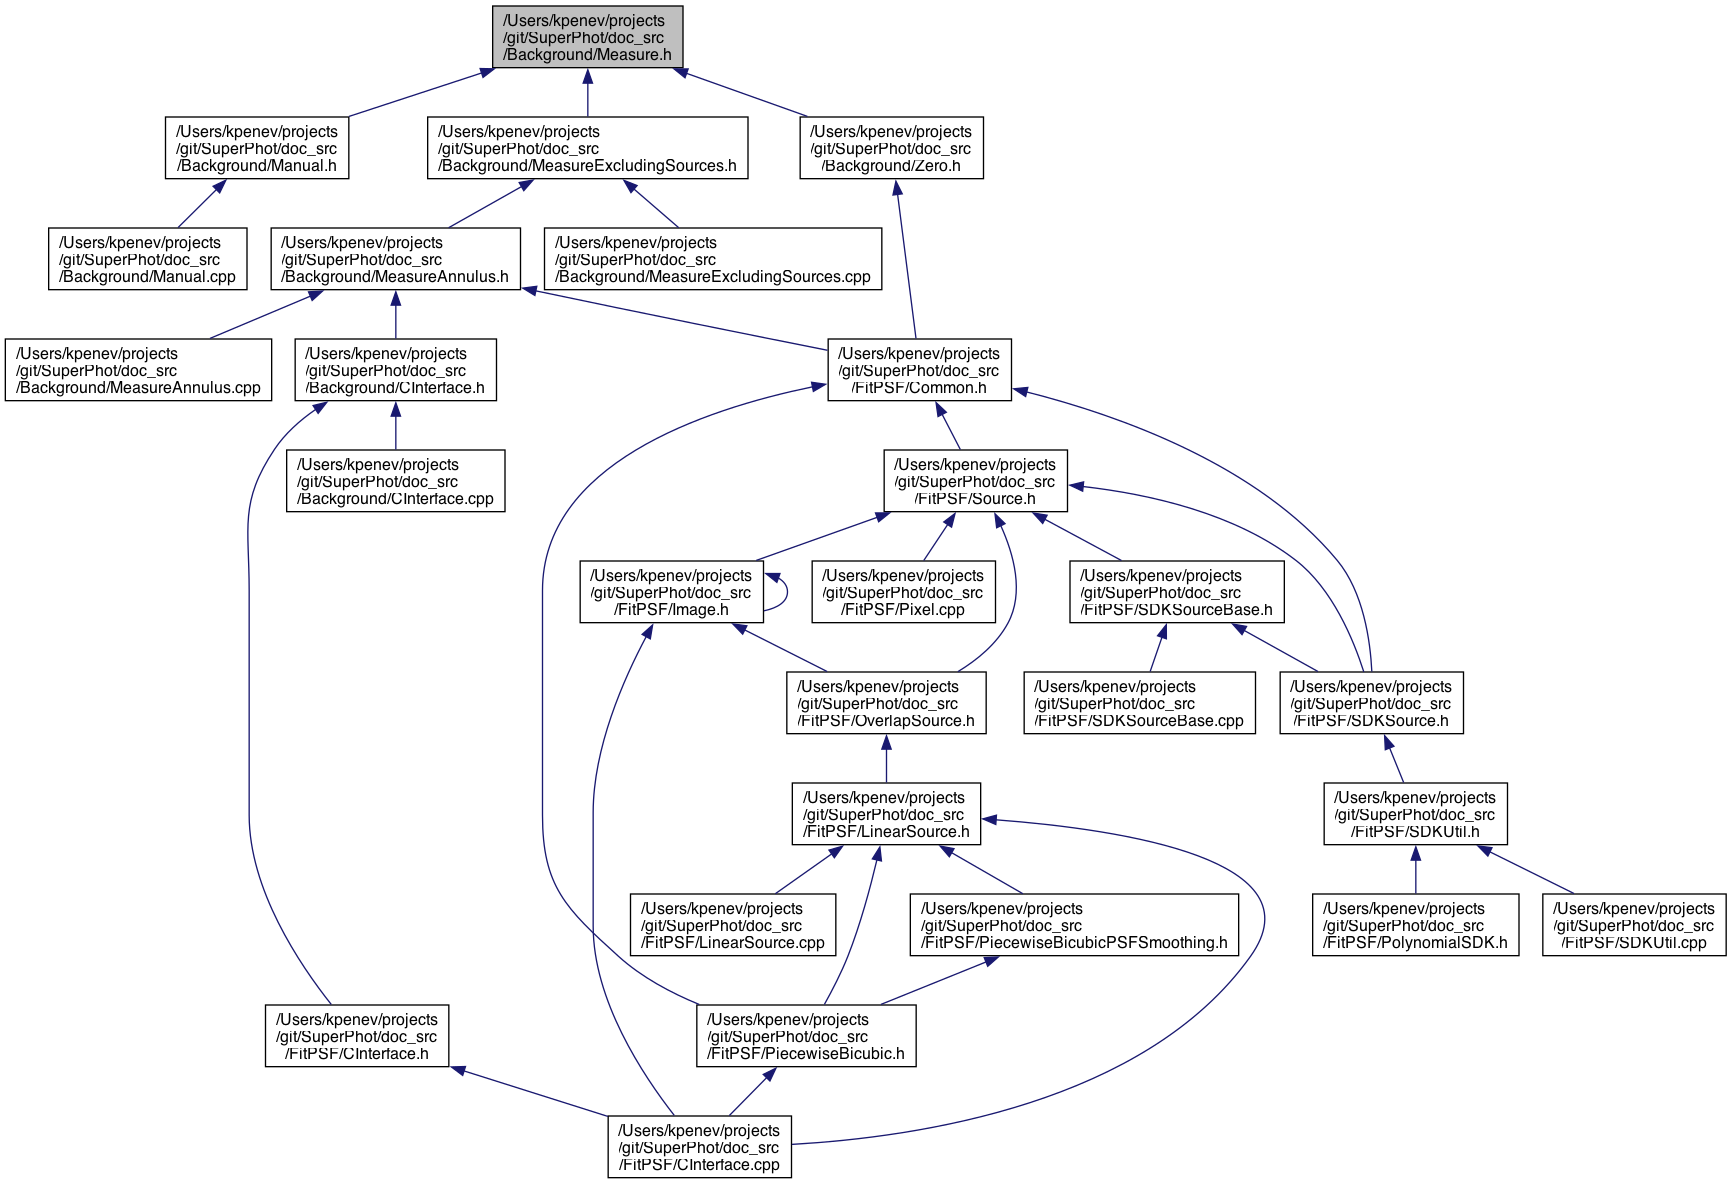 /Users/kpenev/projects
/git/SuperPhot/doc_src
/Background/Measure.h
/Users/kpenev/projects
/git/SuperPhot/doc_src
/Background/Manual.h
/Users/kpenev/projects
/git/SuperPhot/doc_src
/Background/MeasureExcludingSources.h
/Users/kpenev/projects
/git/SuperPhot/doc_src
/Background/Zero.h
/Users/kpenev/projects
/git/SuperPhot/doc_src
/Background/Manual.cpp
/Users/kpenev/projects
/git/SuperPhot/doc_src
/Background/MeasureAnnulus.h
/Users/kpenev/projects
/git/SuperPhot/doc_src
/Background/MeasureExcludingSources.cpp
/Users/kpenev/projects
/git/SuperPhot/doc_src
/Background/MeasureAnnulus.cpp
/Users/kpenev/projects
/git/SuperPhot/doc_src
/Background/CInterface.h
/Users/kpenev/projects
/git/SuperPhot/doc_src
/FitPSF/Common.h
/Users/kpenev/projects
/git/SuperPhot/doc_src
/Background/CInterface.cpp
/Users/kpenev/projects
/git/SuperPhot/doc_src
/FitPSF/Source.h
/Users/kpenev/projects
/git/SuperPhot/doc_src
/FitPSF/Image.h
/Users/kpenev/projects
/git/SuperPhot/doc_src
/FitPSF/Pixel.cpp
/Users/kpenev/projects
/git/SuperPhot/doc_src
/FitPSF/SDKSourceBase.h
/Users/kpenev/projects
/git/SuperPhot/doc_src
/FitPSF/OverlapSource.h
/Users/kpenev/projects
/git/SuperPhot/doc_src
/FitPSF/SDKSourceBase.cpp
/Users/kpenev/projects
/git/SuperPhot/doc_src
/FitPSF/SDKSource.h
/Users/kpenev/projects
/git/SuperPhot/doc_src
/FitPSF/LinearSource.h
/Users/kpenev/projects
/git/SuperPhot/doc_src
/FitPSF/SDKUtil.h
/Users/kpenev/projects
/git/SuperPhot/doc_src
/FitPSF/LinearSource.cpp
/Users/kpenev/projects
/git/SuperPhot/doc_src
/FitPSF/PiecewiseBicubicPSFSmoothing.h
/Users/kpenev/projects
/git/SuperPhot/doc_src
/FitPSF/PolynomialSDK.h
/Users/kpenev/projects
/git/SuperPhot/doc_src
/FitPSF/SDKUtil.cpp
/Users/kpenev/projects
/git/SuperPhot/doc_src
/FitPSF/CInterface.h
/Users/kpenev/projects
/git/SuperPhot/doc_src
/FitPSF/PiecewiseBicubic.h
/Users/kpenev/projects
/git/SuperPhot/doc_src
/FitPSF/CInterface.cpp